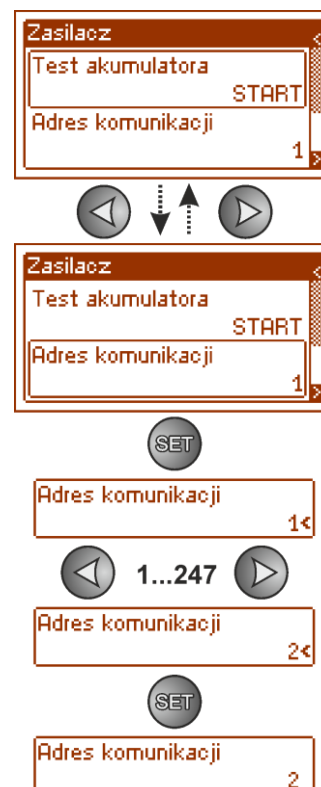 Zasilacz
Test akumulatora
START
Adres komunikacji
1
Zasilacz
Test akumulatora
START
Adres komunikacji
1
SET
Adres komunikacji
1<
1...247
Adres komunikacji
2<
SET
Adres komunikacji
2